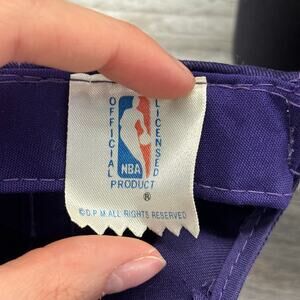 OFFICIAL
LICENSED
NBA
PRODUCT
®
©D.P.M. ALL RIGHTS RESERVED